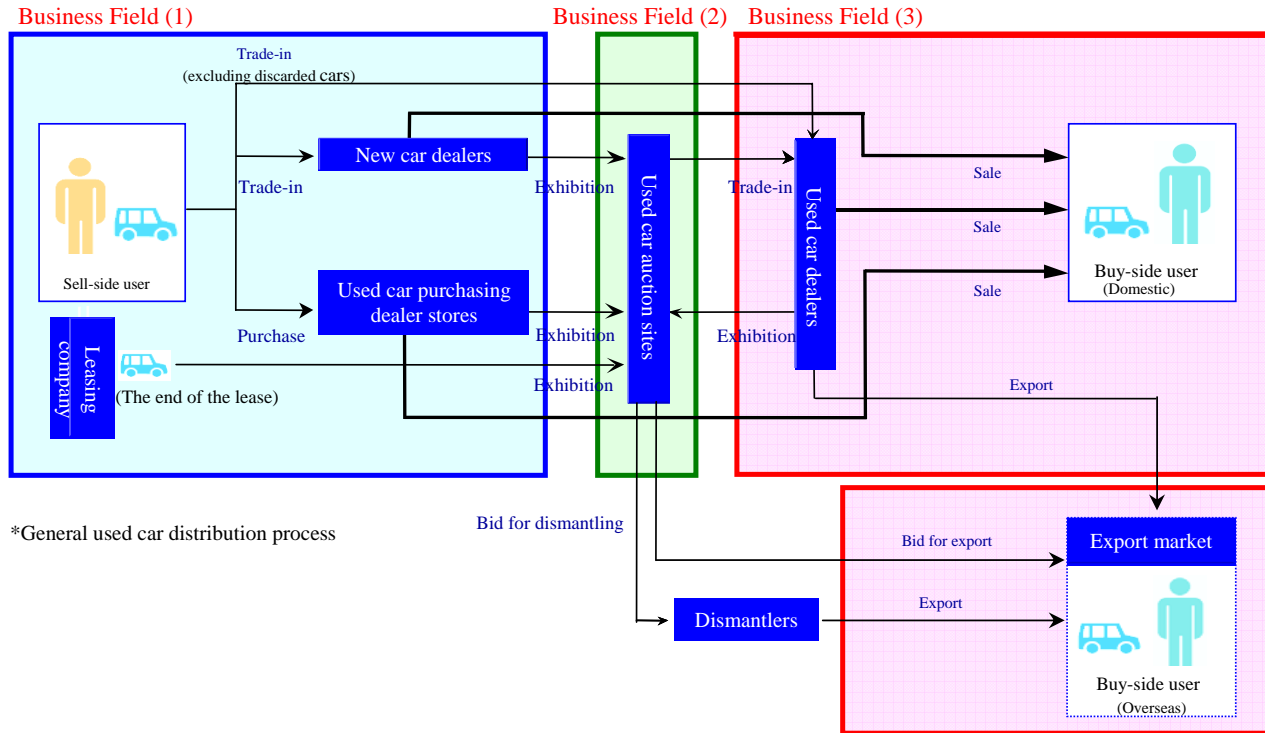 Business Field (1)
Business Field (2)
Business Field (3)
Trade-in
(excluding discarded cars)
New car dealers
Trade-in
Exhibition
Used car auction sites
Trade-in
Used car dealers
Sale
Sale
Sale
Buy-side user
(Domestic)
Sell-side user
Used car purchasing
dealer stores
Purchase
Exhibition
Exhibition
Leasing
company
(The end of the lease)
Exhibition
Export
*General used car distribution process
Bid for dismantling
Bid for export
Export market
Dismantlers
Export
Buy-side user
(Overseas)